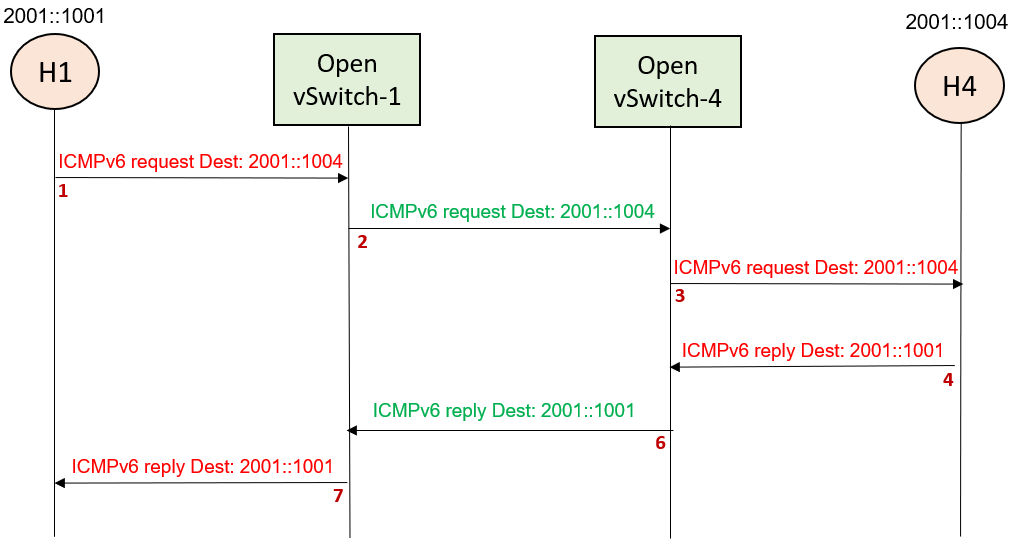 2001::1001
2001::1004
H1
Open
vSwitch-1
Open
vSwitch-4
H4
ICMPv6 request Dest: 2001::1004
1
ICMPv6 request Dest: 2001::1004
2
ICMPv6 request Dest: 2001::1004
3
ICMPv6 reply Dest: 2001::1001
4
ICMPv6 reply Dest: 2001::1001
6
ICMPv6 reply Dest: 2001::1001
7